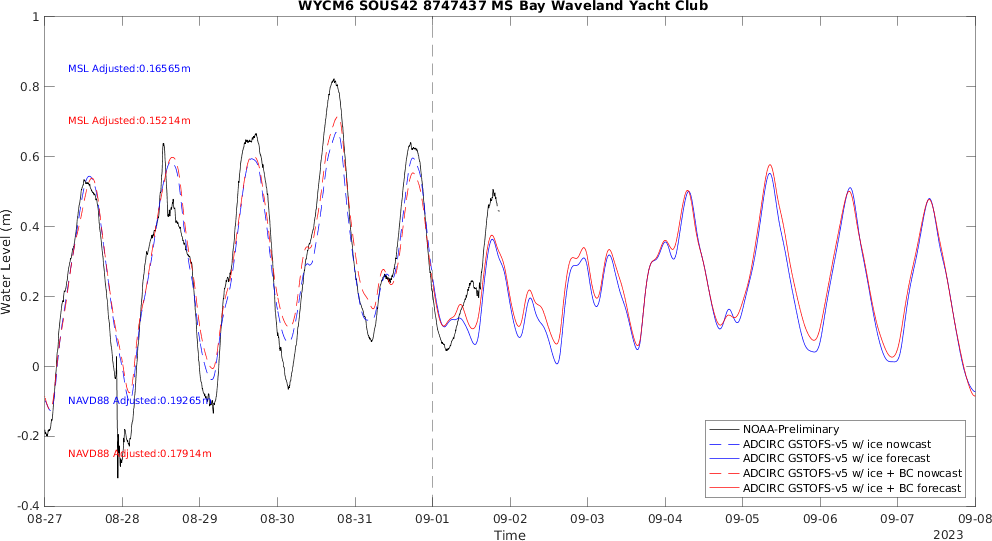 WYCM6 SOUS42 8747437 MS Bay Waveland Yacht Club
1
0.8
0.6
0.4
0.2
0
-0.2
-0.4
Water Level (m)
MSL Adjusted:0.16565m
MSL Adjusted:0.15214m
NAVD88 Adjusted:0.19265m
NAVD88 Adjusted:0.17914m
NOAA-Preliminary
ADCIRC GSTOFS-v5 w/ ice nowcast
ADCIRC GSTOFS-v5 w/ ice forecast
ADCIRC GSTOFS-v5 w/ ice + BC nowcast
ADCIRC GSTOFS-v5 w/ ice + BC forecast
08-27 08-28 08-29 08-30 08-31 09-01 09-02 09-03 09-04 09-05 09-06 09-07 09-08
Time
2023